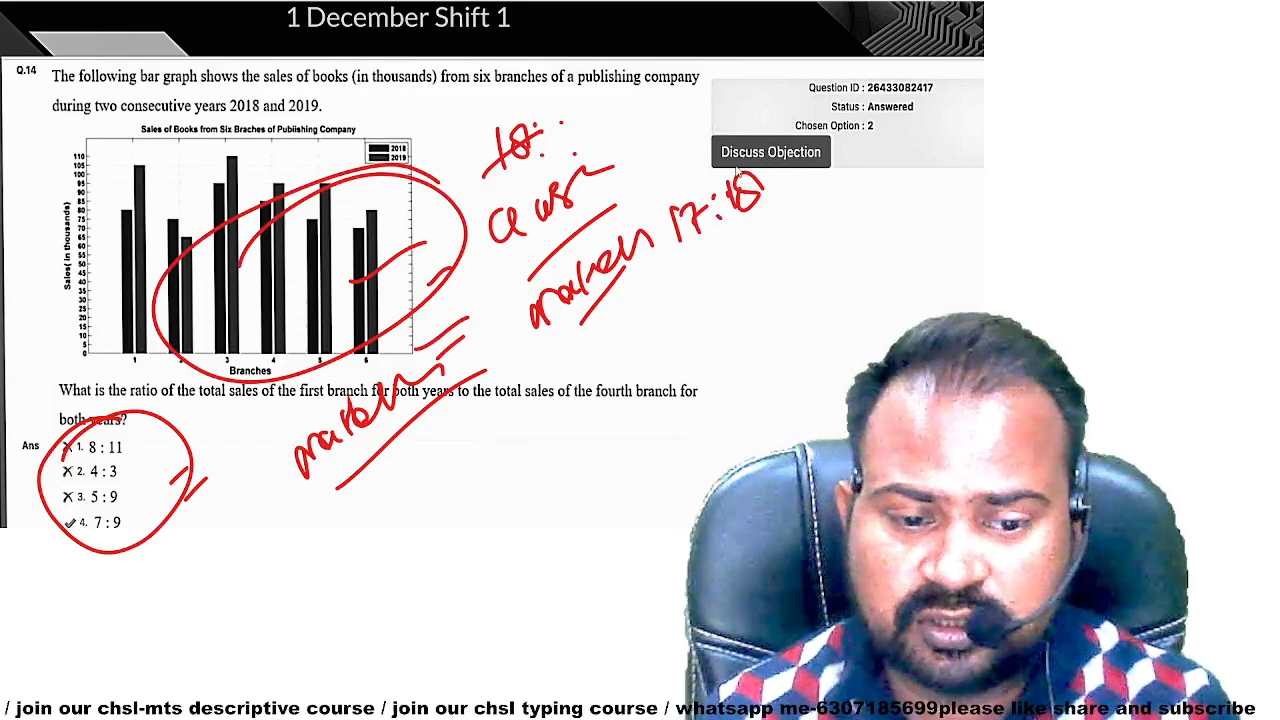 1 December Shift 1
Q.14
The following bar graph shows the sales of books (in thousands) from six branches of a publishing company
during two consecutive years 2018 and 2019.
Question ID : 26433082417
Status : Answered
Chosen Option : 2
Discuss Objection
Sales of Books from Six Braches of Publishing Company
2018
2019
Sales( in thousands)
110
105
100
95
90
85
80
75
70
65
60
55
50
45
40
35
30
25
20
15
10
5
0
1 2 3 4 5 6
Branches
17:18
What is the ratio of the total sales of the first branch for both years to the total sales of the fourth branch for
both years?
Ans
1. 8 : 11
2. 4 : 3
3. 5 : 9
4. 7 : 9
/ join our chsl-mts descriptive course / join our chsl typing course / whatsapp me-6307185699please like share and subscribe